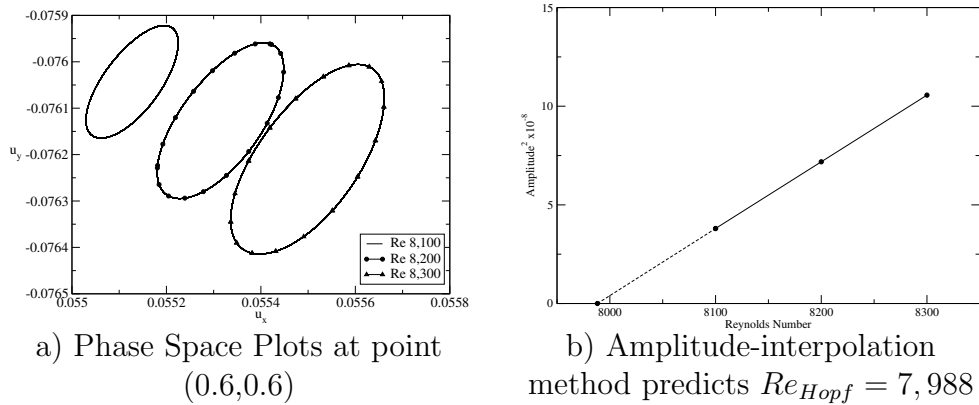 -0.0759
-0.076
-0.0761
-0.0762
u_y
-0.0763
-0.0764
-0.0765
Re 8,100
Re 8,200
Re 8,300
0.055
0.0552
0.0554
0.0556
0.0558
u_x
a) Phase Space Plots at point
(0.6,0.6)
15
10
5
0
Amplitude² x10⁻⁸
8000
8100
8200
8300
Reynolds Number
b) Amplitude-interpolation
method predicts Re_{Hopf} = 7,988